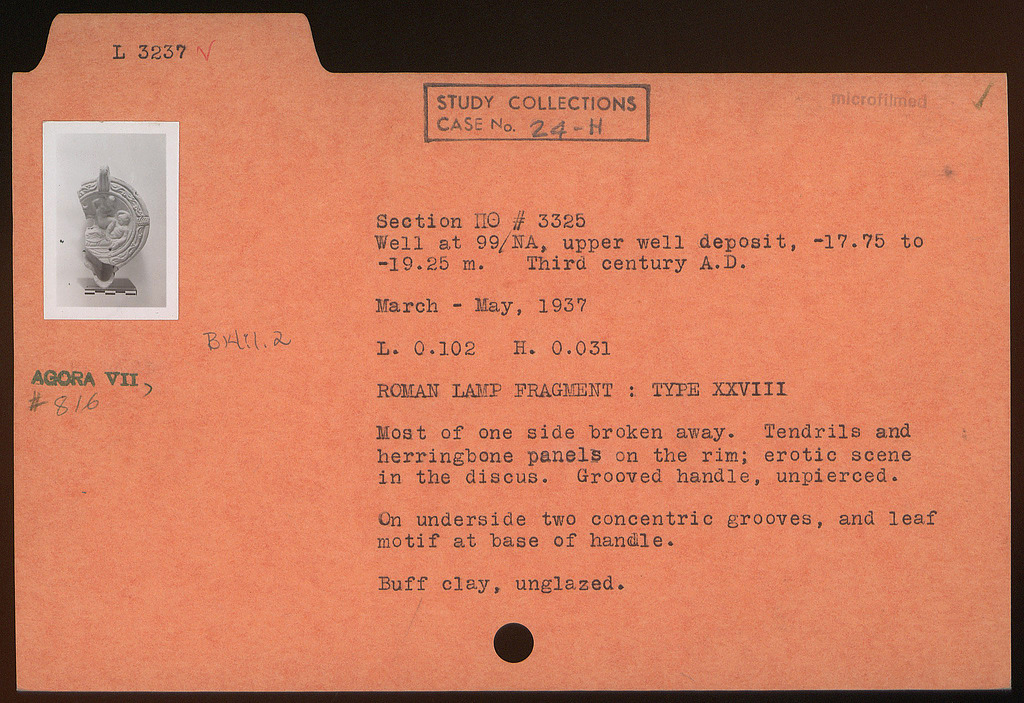 L 3237 ✓
STUDY COLLECTIONS
CASE No. 24-H
microfilmed
Section ΠΘ # 3325
Well at 99/NA, upper well deposit, -17.75 to
-19.25 m. Third century A.D.
March - May, 1937
L. 0.102 H. 0.031
ROMAN LAMP FRAGMENT : TYPE XXVIII
Most of one side broken away. Tendrils and
herringbone panels on the rim; erotic scene
in the discus. Grooved handle, unpierced.
On underside two concentric grooves, and leaf
motif at base of handle.
Buff clay, unglazed.
AGORA VII,
# 816